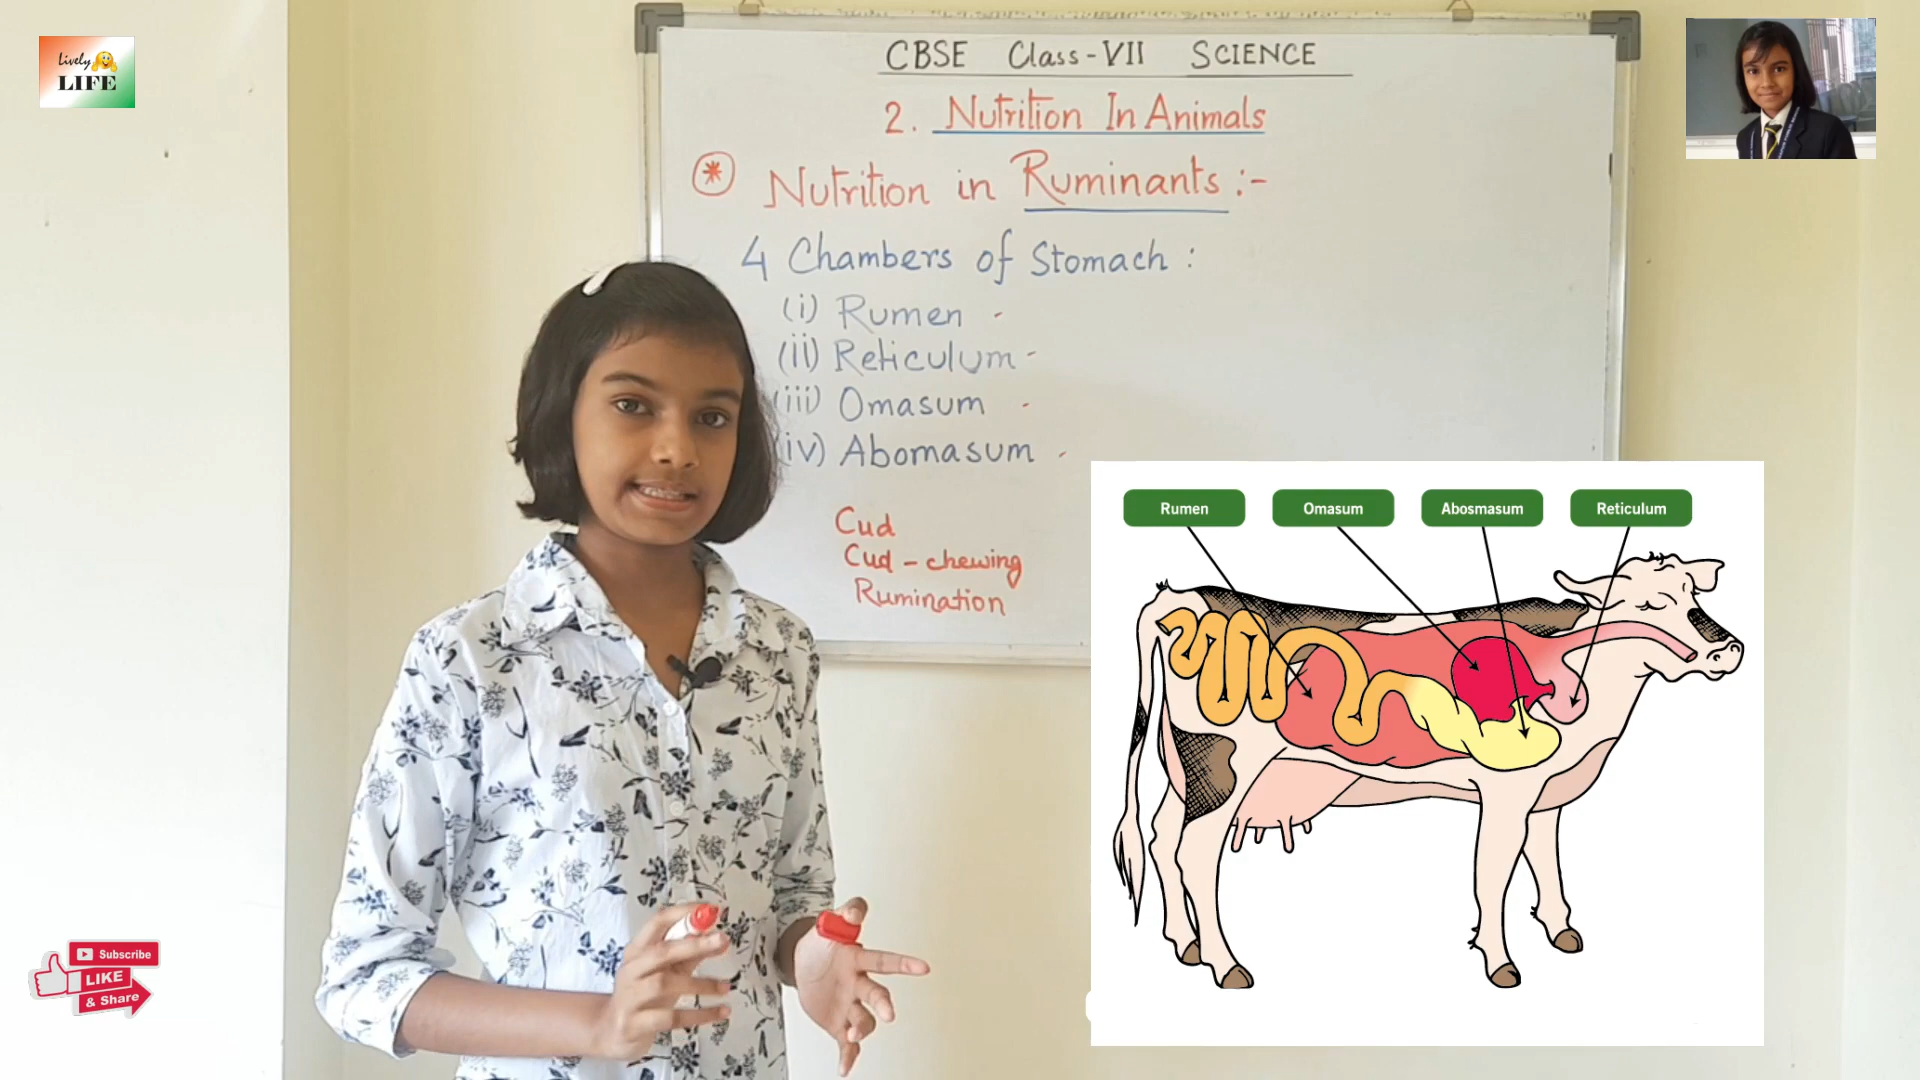 Lively
LIFE
CBSE Class-VII SCIENCE
2. Nutrition In Animals
* Nutrition in Ruminants :-
4 Chambers of Stomach :
(i) Rumen -
(ii) Reticulum -
(iii) Omasum -
(iv) Abomasum -
Cud
Cud - chewing
Rumination
Rumen
Omasum
Abosmasum
Reticulum
Subscribe
LIKE
& Share